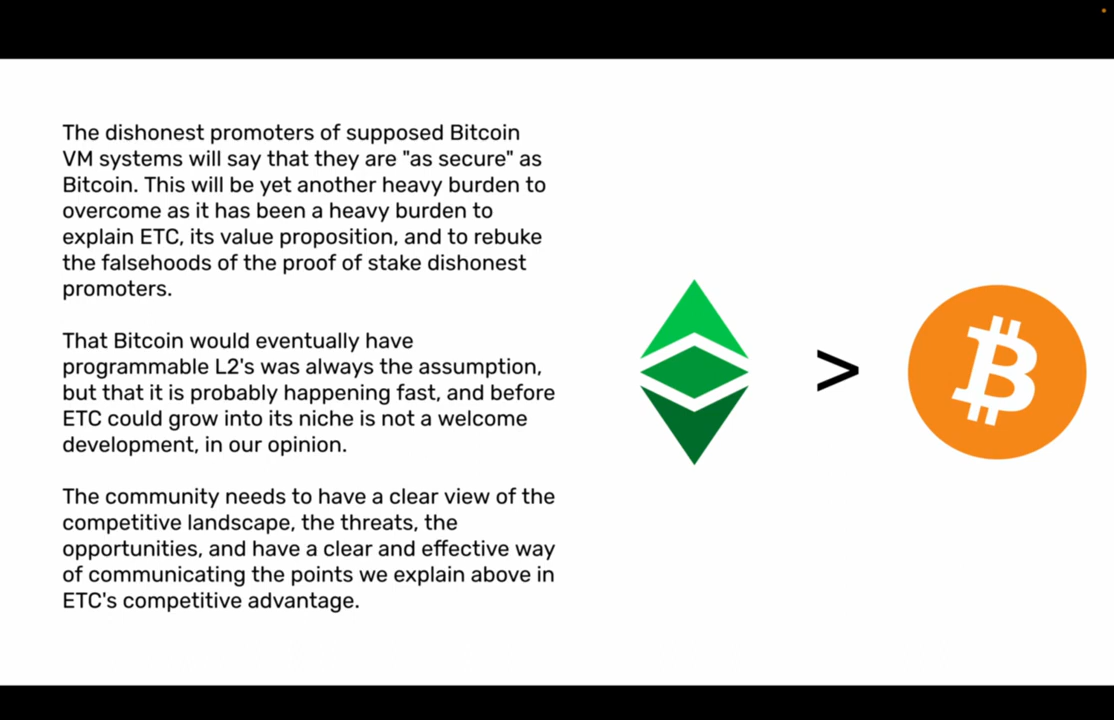 The dishonest promoters of supposed Bitcoin
VM systems will say that they are "as secure" as
Bitcoin. This will be yet another heavy burden to
overcome as it has been a heavy burden to
explain ETC, its value proposition, and to rebuke
the falsehoods of the proof of stake dishonest
promoters.
That Bitcoin would eventually have
programmable L2's was always the assumption,
but that it is probably happening fast, and before
ETC could grow into its niche is not a welcome
development, in our opinion.
The community needs to have a clear view of the
competitive landscape, the threats, the
opportunities, and have a clear and effective way
of communicating the points we explain above in
ETC's competitive advantage.
>